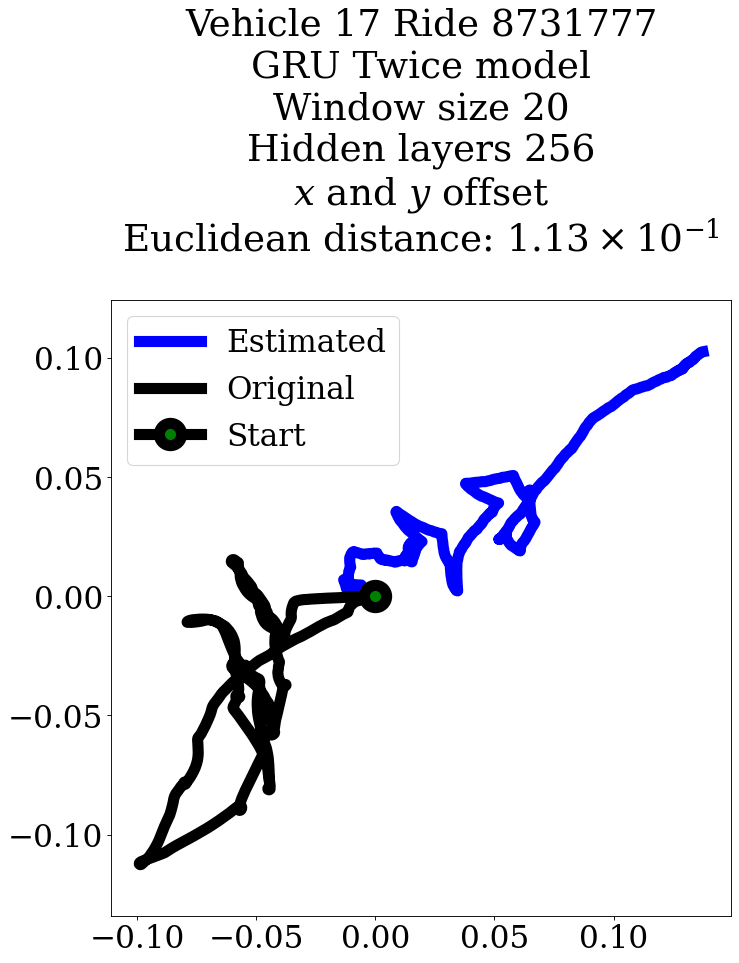 Vehicle 17 Ride 8731777
GRU Twice model
Window size 20
Hidden layers 256
x and y offset
Euclidean distance: 1.13 × 10⁻¹
Estimated
Original
Start
0.10
0.05
0.00
−0.05
−0.10
−0.10 −0.05 0.00 0.05 0.10